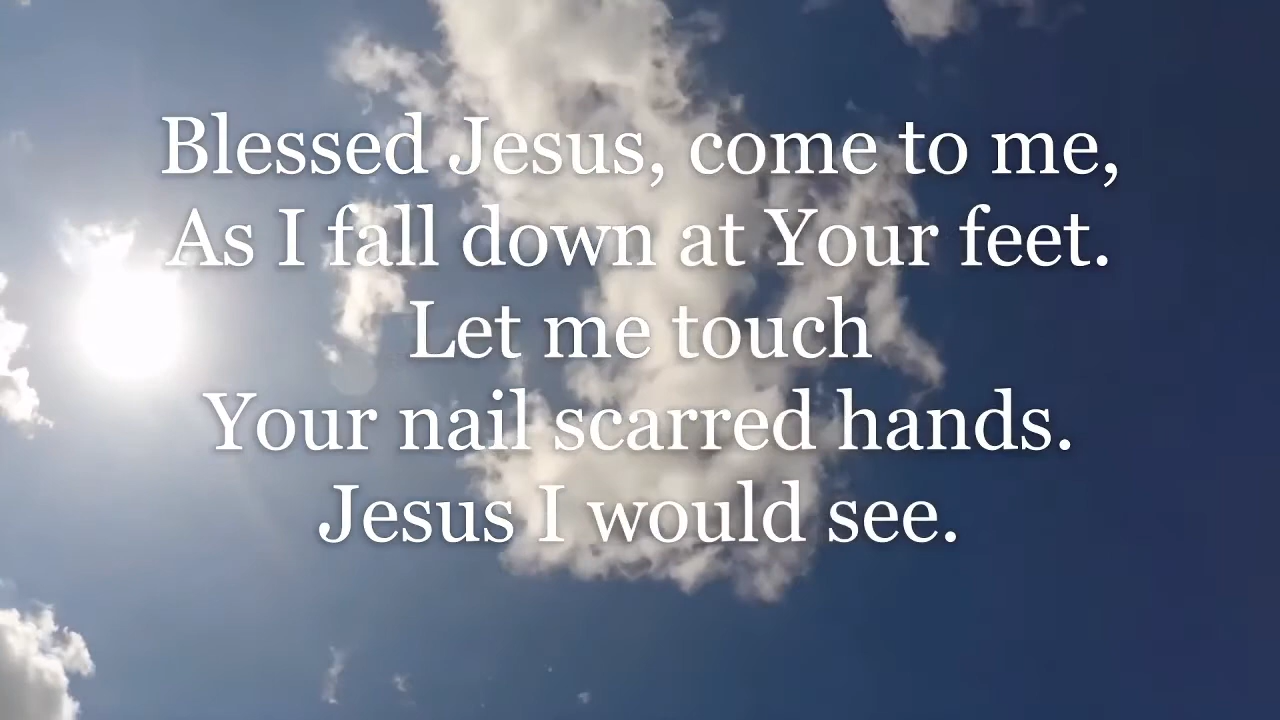 Blessed Jesus, come to me,
As I fall down at Your feet.
Let me touch
Your nail scarred hands.
Jesus I would see.